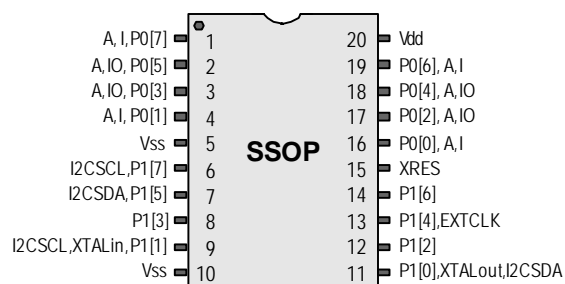 A, I, P0[7] 1 20 Vdd
A, IO, P0[5] 2 19 P0[6], A, I
A, IO, P0[3] 3 18 P0[4], A, IO
A, I, P0[1] 4 17 P0[2], A, IO
Vss 5 16 P0[0], A, I
SSOP
I2CSCL,P1[7] 6 15 XRES
I2CSDA, P1[5] 7 14 P1[6]
P1[3] 8 13 P1[4],EXTCLK
I2CSCL,XTALin,P1[1] 9 12 P1[2]
Vss 10 11 P1[0],XTALout,I2CSDA